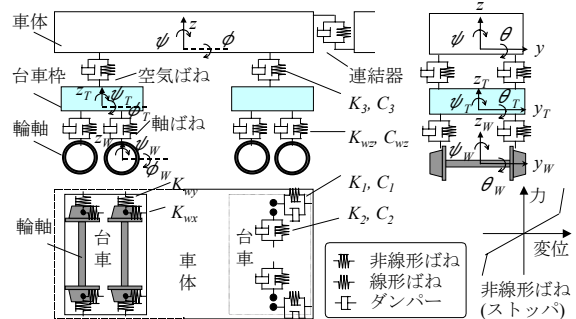 車体
z
ψ
ϕ
連結器
台車枠
空気ばね
z_T
ψ_T
ϕ_T
軸ばね
輪軸
z_W
ψ_W
ϕ_W
K_3, C_3
K_wz, C_wz
z
ψ
θ
y
z_T
ψ_T
θ_T
y_T
z_W
ψ_W
θ_W
y_W
K_wy
K_wx
輪軸
台車
車体
台車
K_1, C_1
K_2, C_2
非線形ばね
線形ばね
ダンパー
力
変位
非線形ばね
(ストッパ)